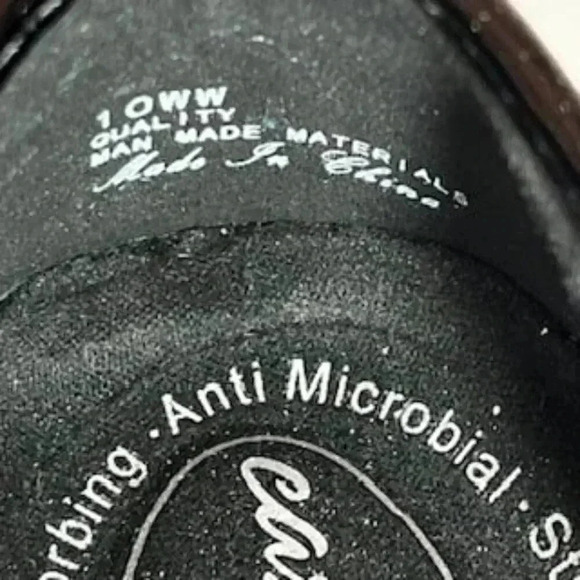 10WW
QUALITY
MAN MADE MATERIALS
Made In China
orbing · Anti Microbial · St